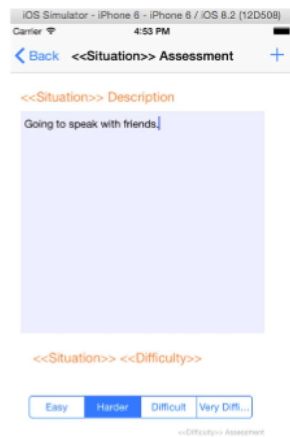 iOS Simulator - iPhone 6 - iPhone 6 / iOS 8.2 (12D508)
Carrier 4:53 PM
Back <<Situation>> Assessment +
<<Situation>> Description
Going to speak with friends.
<<Situation>> <<Difficulty>>
Easy Harder Difficult Very Diffi...
<<Difficulty>> Assessment